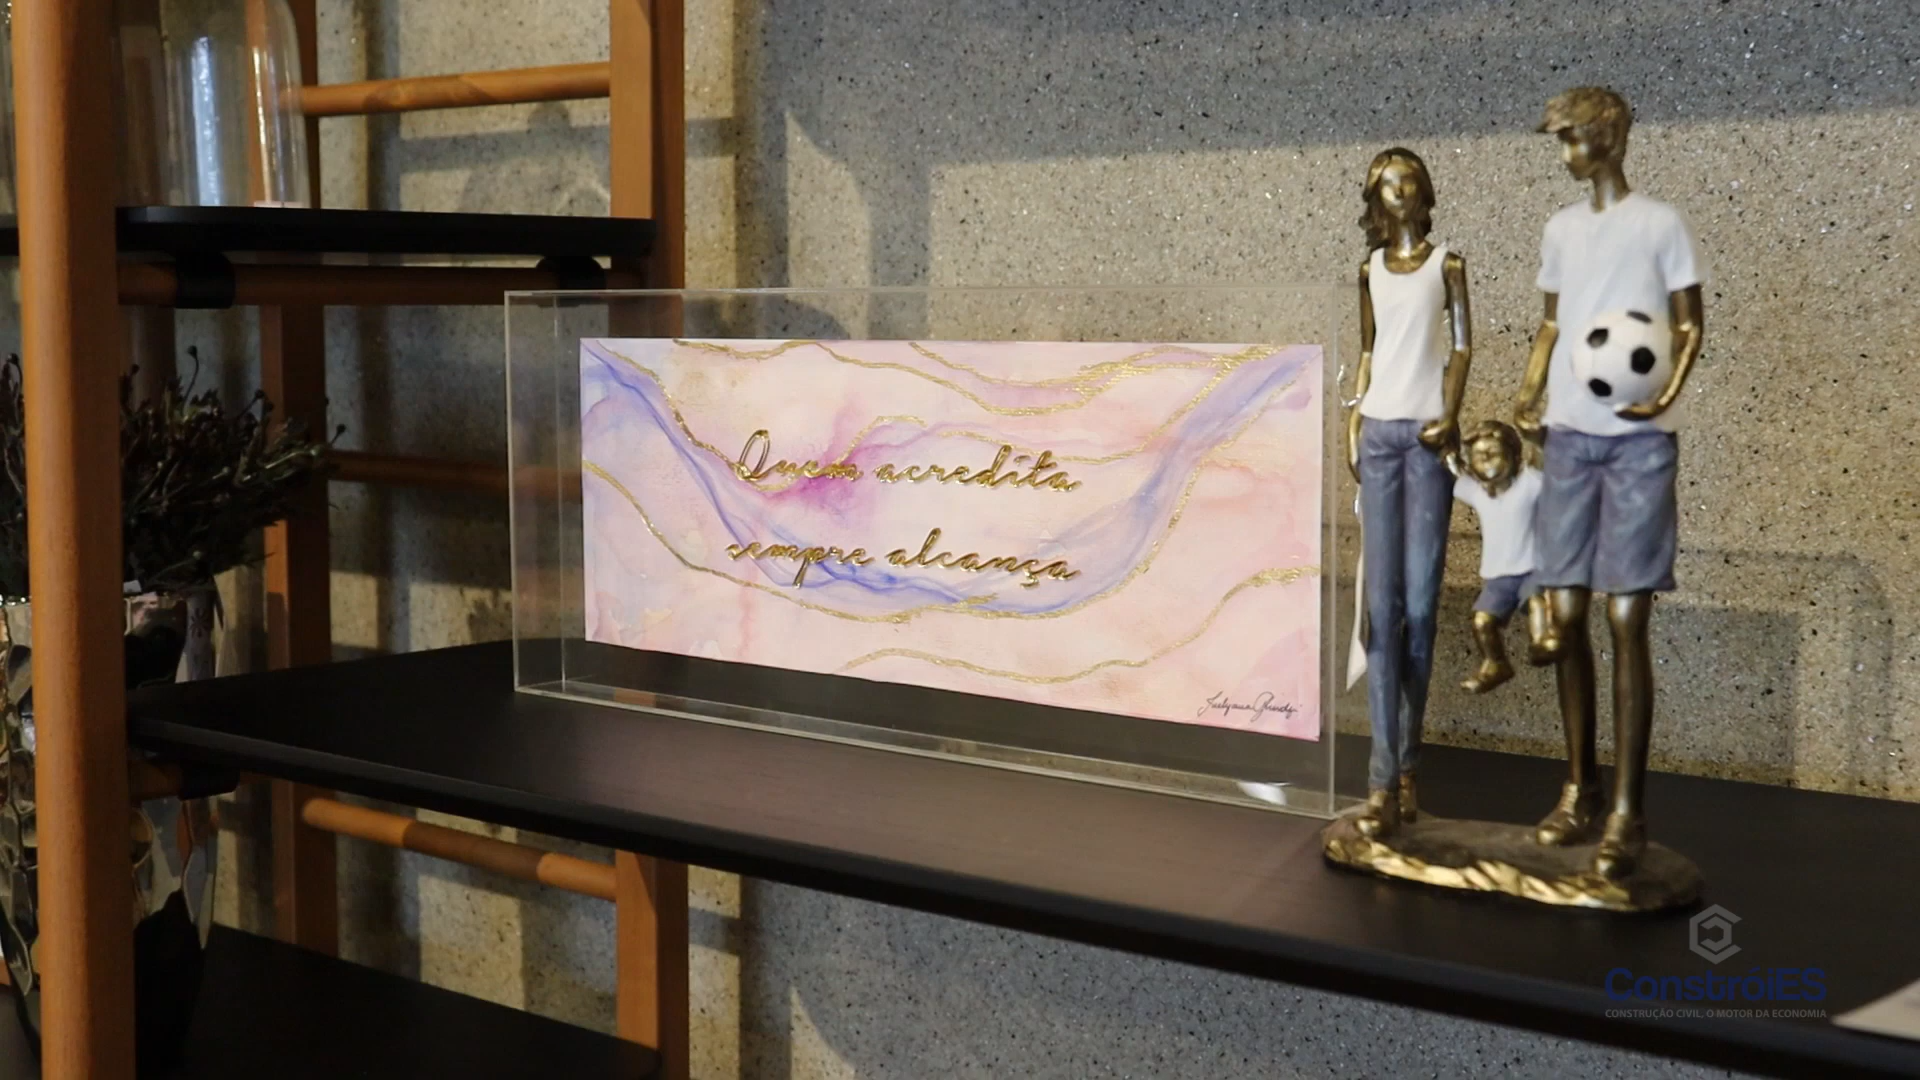 Quem acredita
sempre alcança
ConstróiES
CONSTRUÇÃO CIVIL. O MOTOR DA ECONOMIA